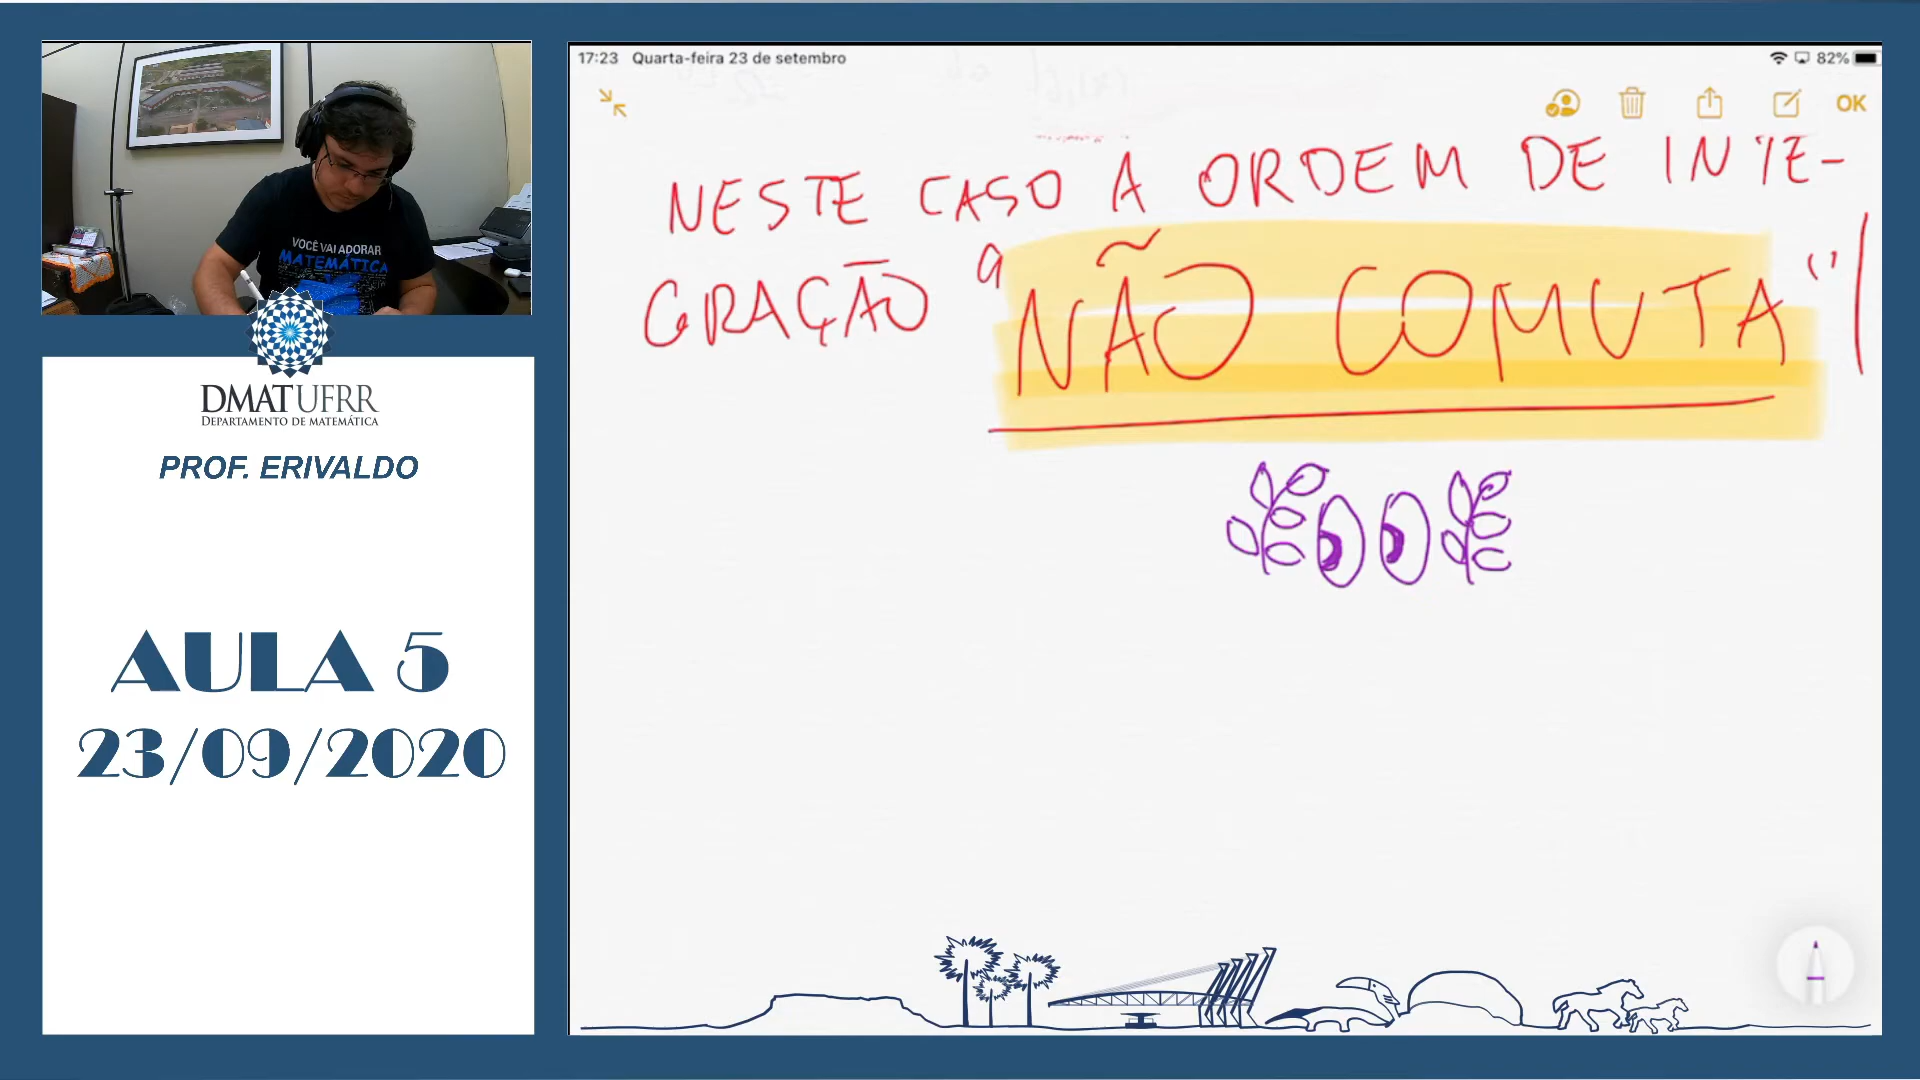 17:23 Quarta-feira 23 de setembro
82%
OK
NESTE CASO A ORDEM DE INTE-
GRAÇÃO "NÃO COMUTA"
VOCÊ VAI ADORAR
MATEMÁTICA
DMATUFRR
DEPARTAMENTO DE MATEMÁTICA
PROF. ERIVALDO
AULA 5
23/09/2020